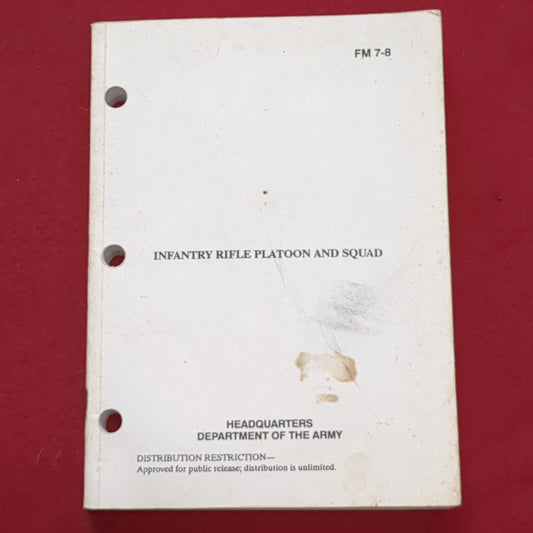 FM 7-8
INFANTRY RIFLE PLATOON AND SQUAD
HEADQUARTERS
DEPARTMENT OF THE ARMY
DISTRIBUTION RESTRICTION—
Approved for public release; distribution is unlimited.